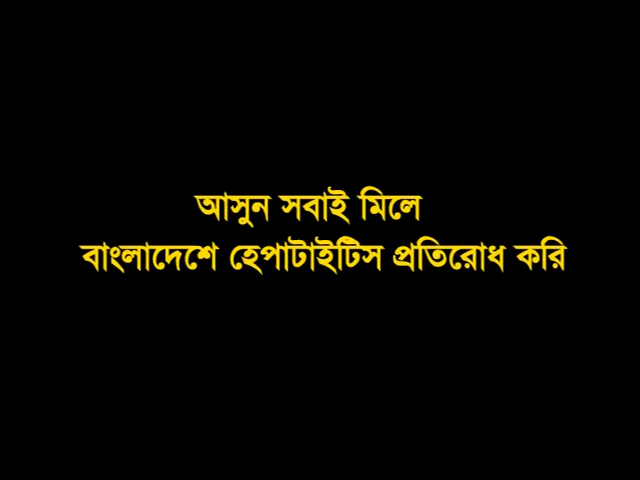 আসুন সবাই মিলে
বাংলাদেশে হেপাটাইটিস প্রতিরোধ করি